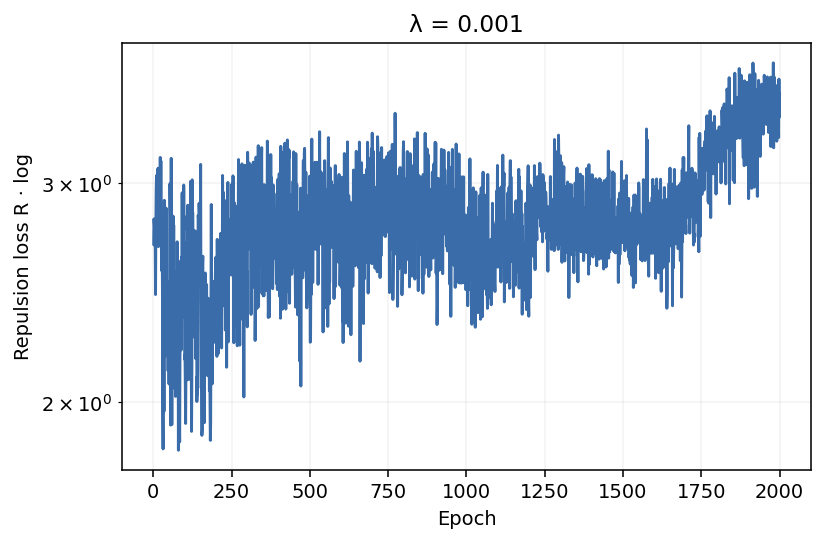 λ = 0.001
Repulsion loss R · log
3 × 10⁰
2 × 10⁰
0 250 500 750 1000 1250 1500 1750 2000
Epoch